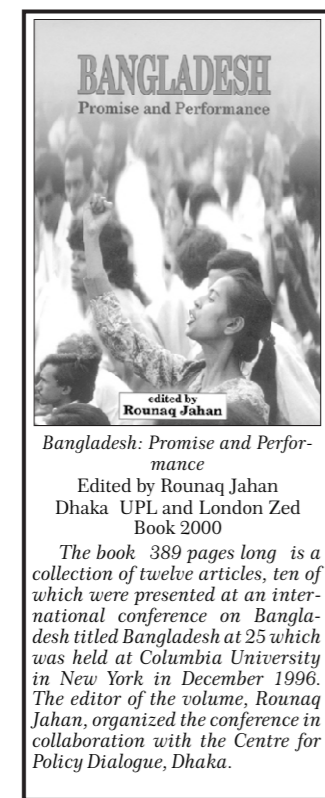 BANGLADESH
Promise and Performance
edited by
Rounaq Jahan
Bangladesh: Promise and Perfor-
mance
Edited by Rounaq Jahan
Dhaka UPL and London Zed
Book 2000
The book 389 pages long is a
collection of twelve articles, ten of
which were presented at an inter-
national conference on Bangla-
desh titled Bangladesh at 25 which
was held at Columbia University
in New York in December 1996.
The editor of the volume, Rounaq
Jahan, organized the conference in
collaboration with the Centre for
Policy Dialogue, Dhaka.